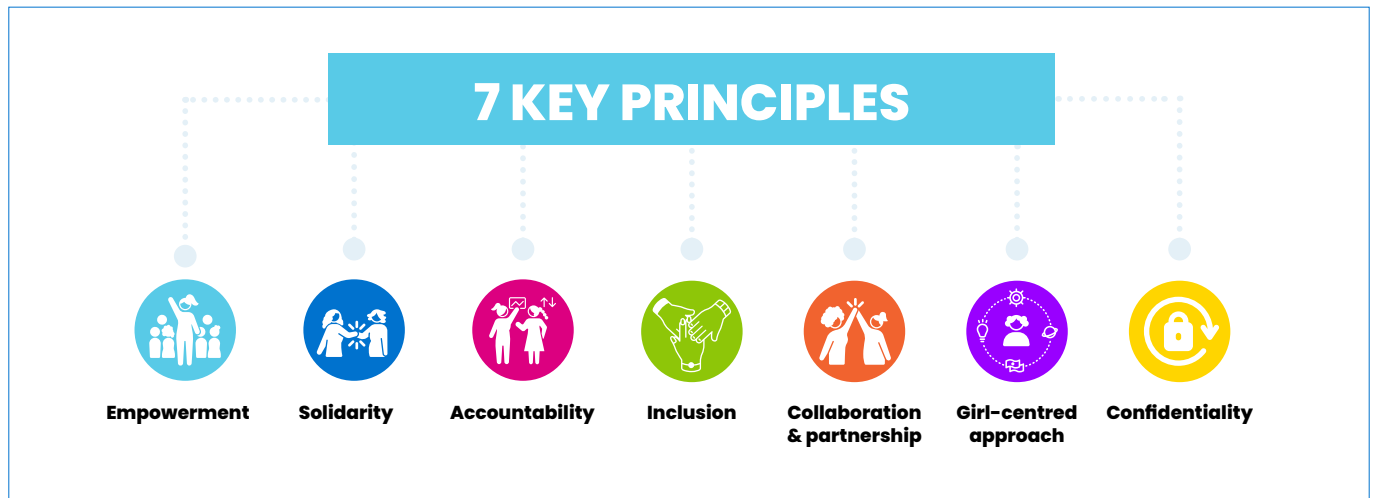 7 KEY PRINCIPLES
Empowerment
Solidarity
Accountability
Inclusion
Collaboration
& partnership
Girl-centred
approach
Confidentiality